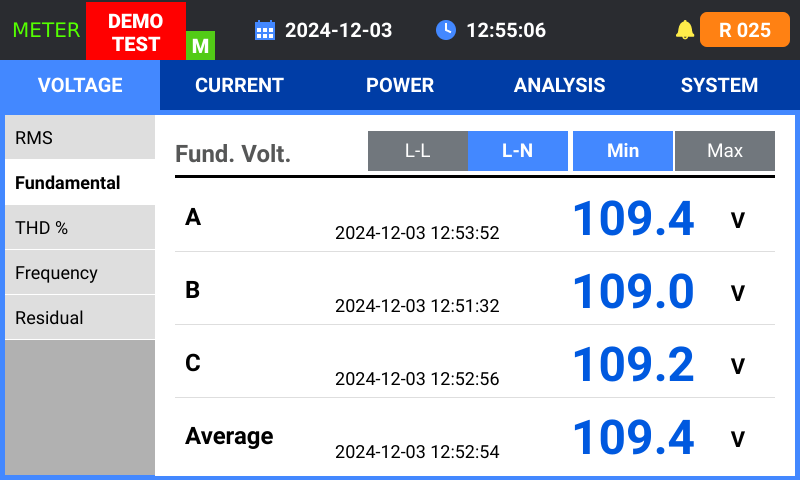 METER
DEMO
TEST
M
2024-12-03
12:55:06
R 025
VOLTAGE
CURRENT
POWER
ANALYSIS
SYSTEM
RMS
Fundamental
THD %
Frequency
Residual
Fund. Volt.
L-L
L-N
Min
Max
A 2024-12-03 12:53:52 109.4 V
B 2024-12-03 12:51:32 109.0 V
C 2024-12-03 12:52:56 109.2 V
Average 2024-12-03 12:52:54 109.4 V